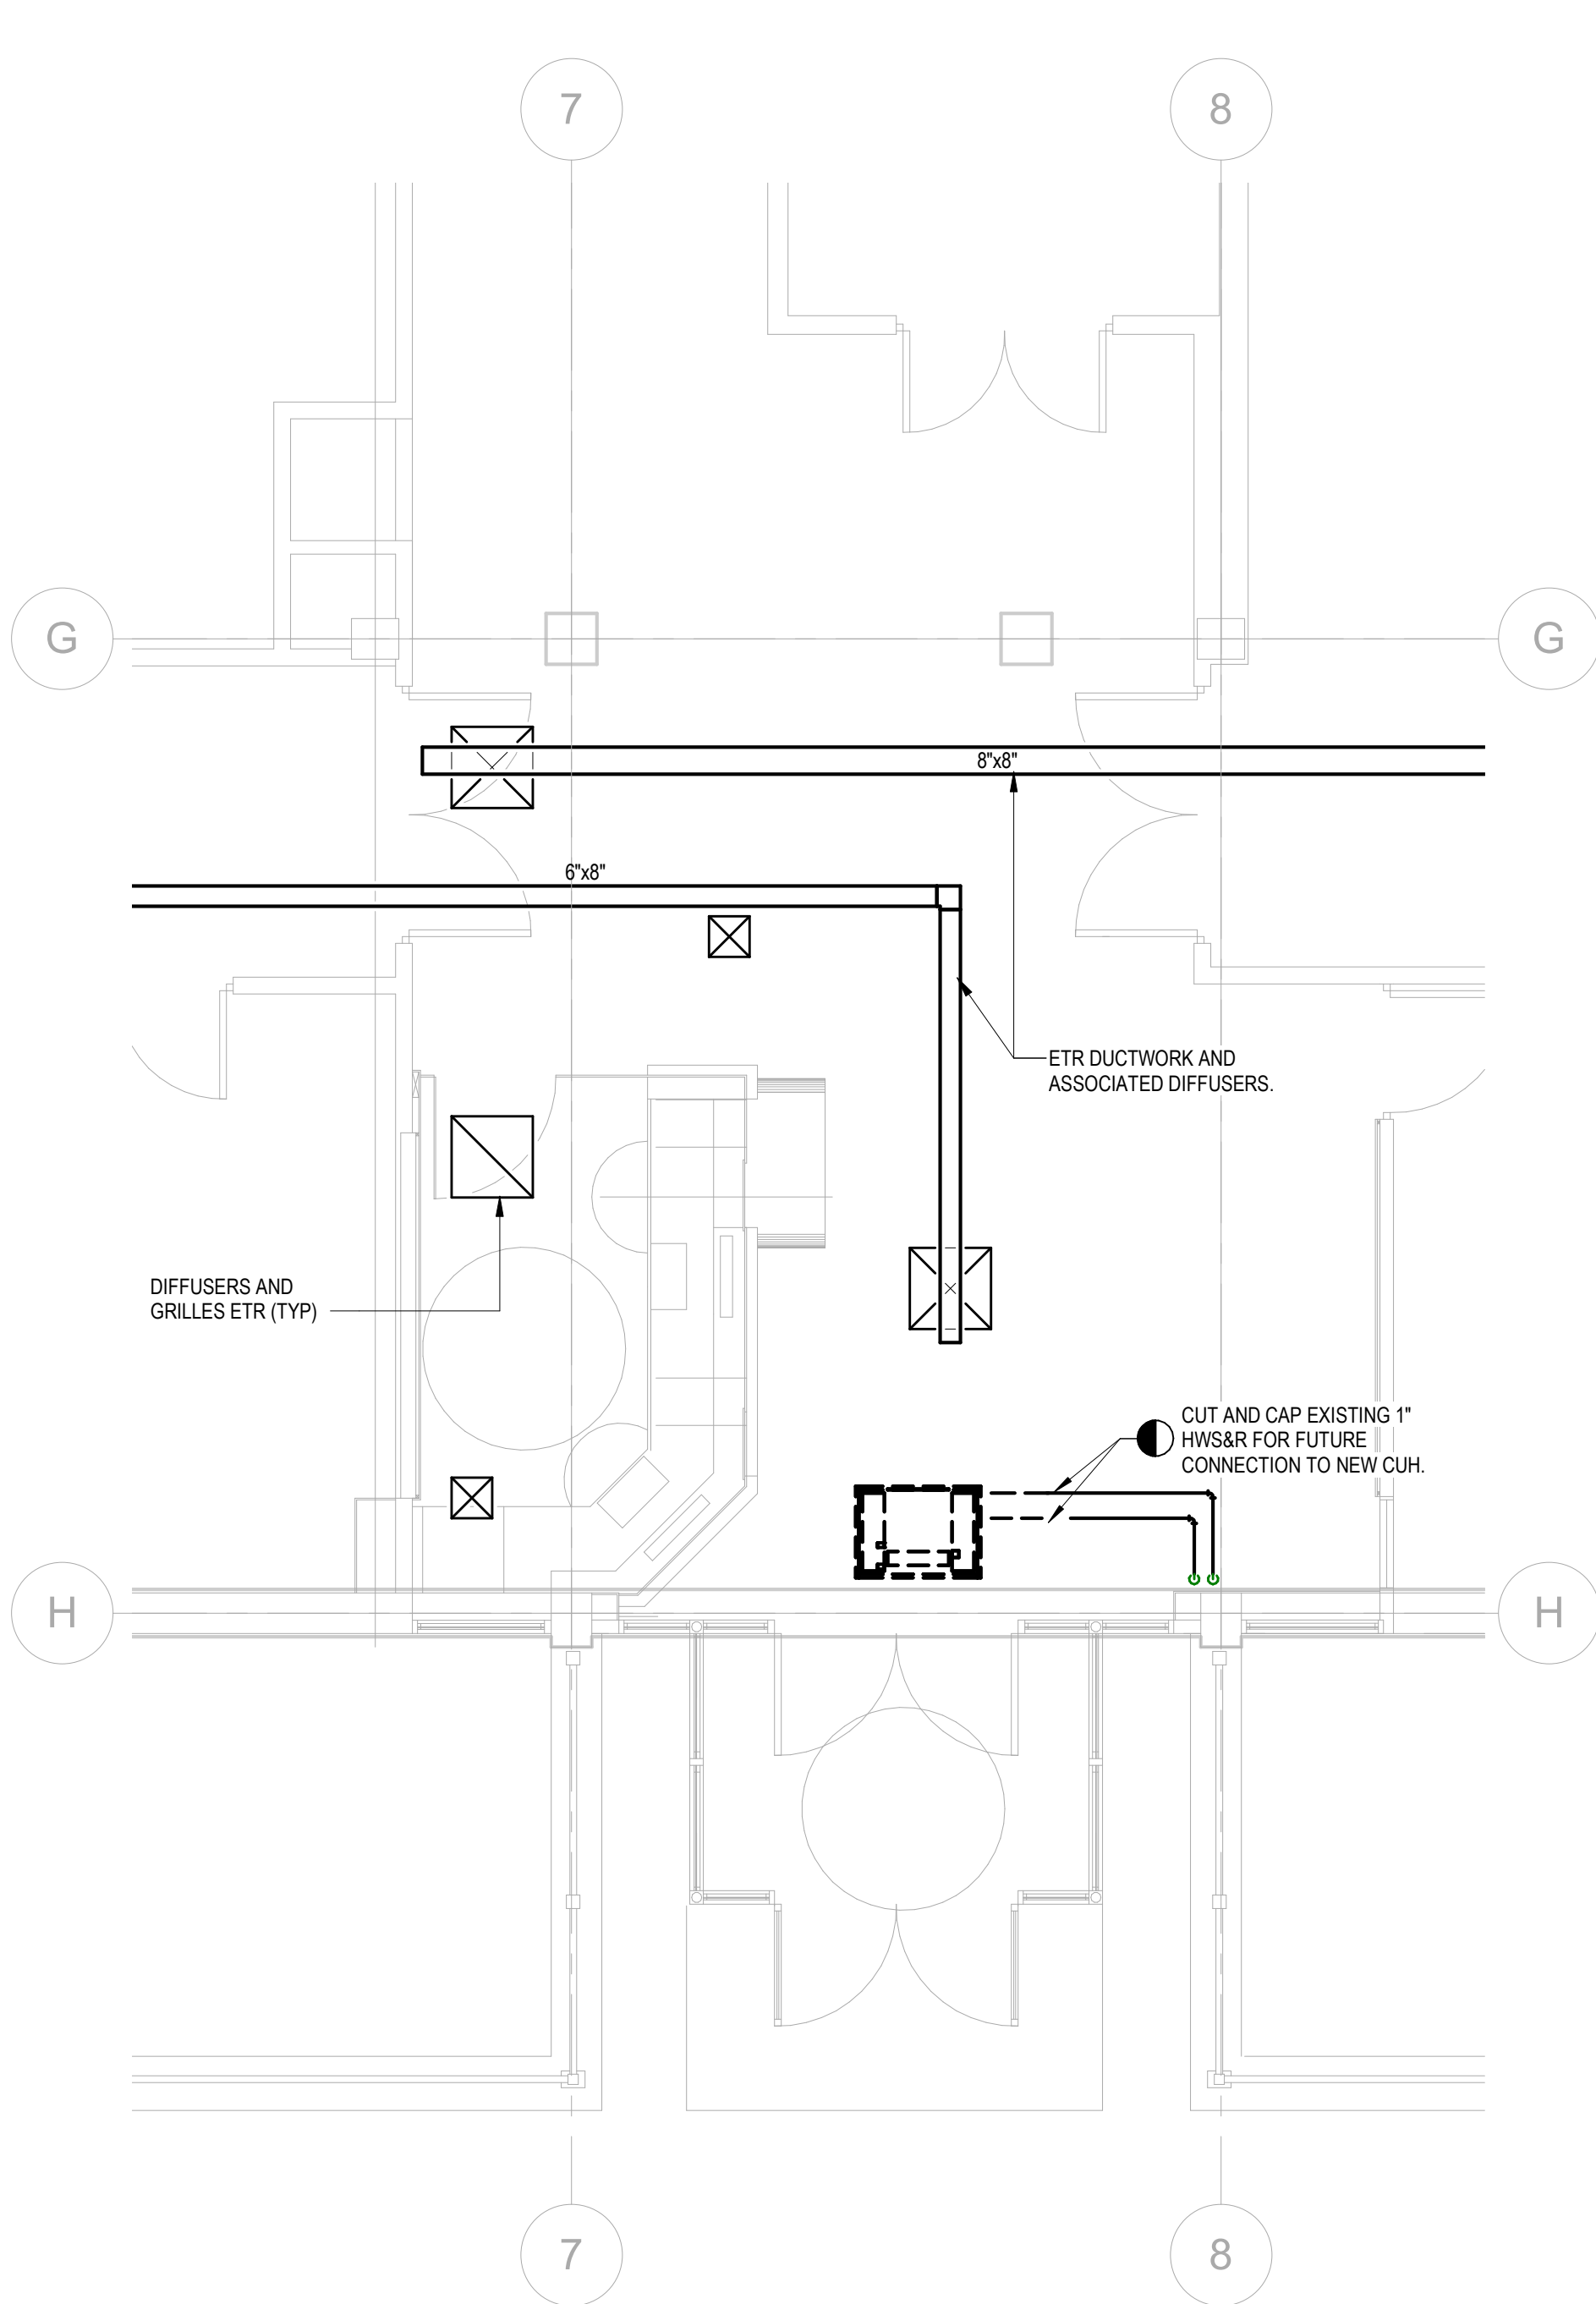 7
8
G
G
8"x8"
6"x8"
ETR DUCTWORK AND
ASSOCIATED DIFFUSERS.
DIFFUSERS AND
GRILLES ETR (TYP)
CUT AND CAP EXISTING 1"
HWS&R FOR FUTURE
CONNECTION TO NEW CUH.
H
H
7
8